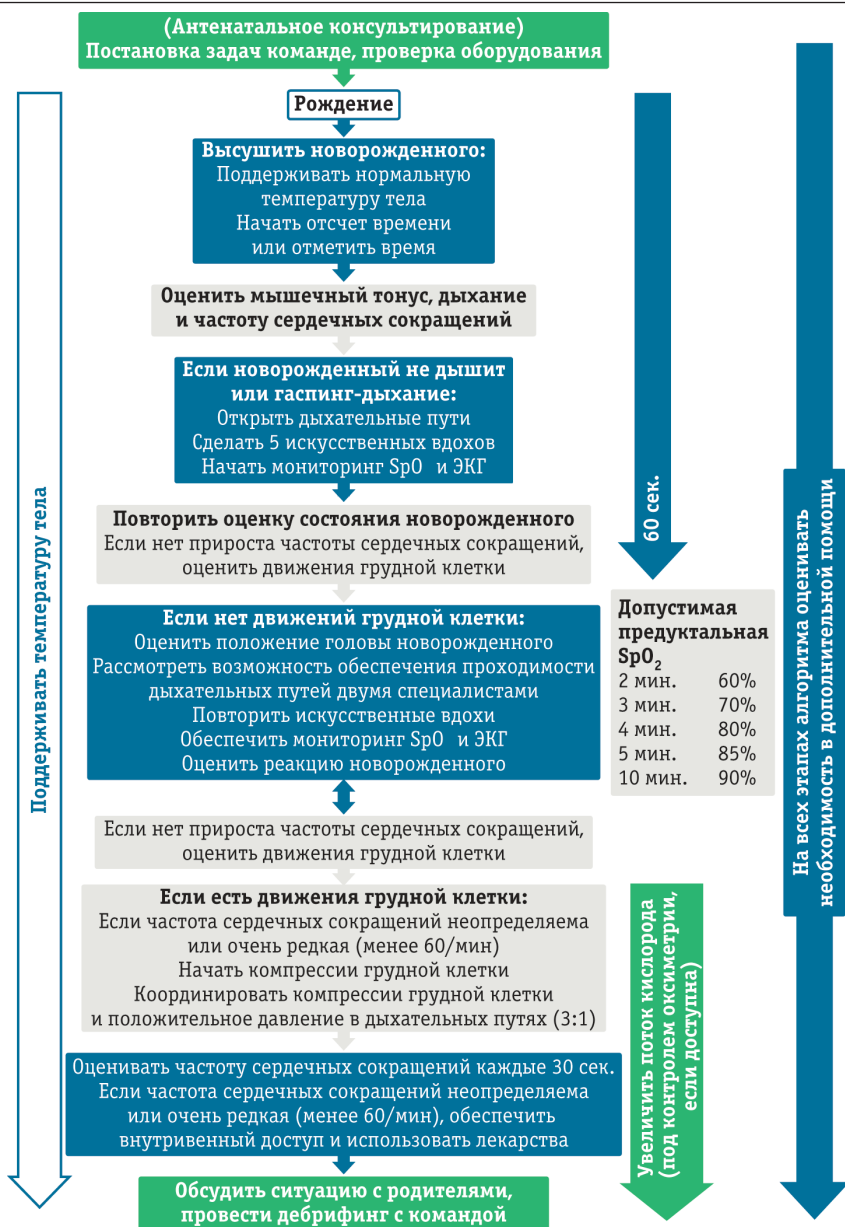 (Антенатальное консультирование)
Постановка задач команде, проверка оборудования
Рождение
Высушить новорожденного:
Поддерживать нормальную
температуру тела
Начать отсчет времени
или отметить время
Оценить мышечный тонус, дыхание
и частоту сердечных сокращений
Если новорожденный не дышит
или гаспинг-дыхание:
Открыть дыхательные пути
Сделать 5 искусственных вдохов
Начать мониторинг SpO и ЭКГ
Повторить оценку состояния новорожденного
Если нет прироста частоты сердечных сокращений,
оценить движения грудной клетки
Если нет движений грудной клетки:
Оценить положение головы новорожденного
Рассмотреть возможность обеспечения проходимости
дыхательных путей двумя специалистами
Повторить искусственные вдохи
Обеспечить мониторинг SpO и ЭКГ
Оценить реакцию новорожденного
Если нет прироста частоты сердечных сокращений,
оценить движения грудной клетки
Если есть движения грудной клетки:
Если частота сердечных сокращений неопределяема
или очень редкая (менее 60/мин)
Начать компрессии грудной клетки
Координировать компрессии грудной клетки
и положительное давление в дыхательных путях (3:1)
Оценивать частоту сердечных сокращений каждые 30 сек.
Если частота сердечных сокращений неопределяема
или очень редкая (менее 60/мин), обеспечить
внутривенный доступ и использовать лекарства
Обсудить ситуацию с родителями,
провести дебрифинг с командой
Поддерживать температуру тела
60 сек.
Допустимая
предуктальная
SpO₂
2 мин. 60%
3 мин. 70%
4 мин. 80%
5 мин. 85%
10 мин. 90%
Увеличить поток кислорода
(под контролем оксиметрии,
если доступна)
На всех этапах алгоритма оценивать
необходимость в дополнительной помощи